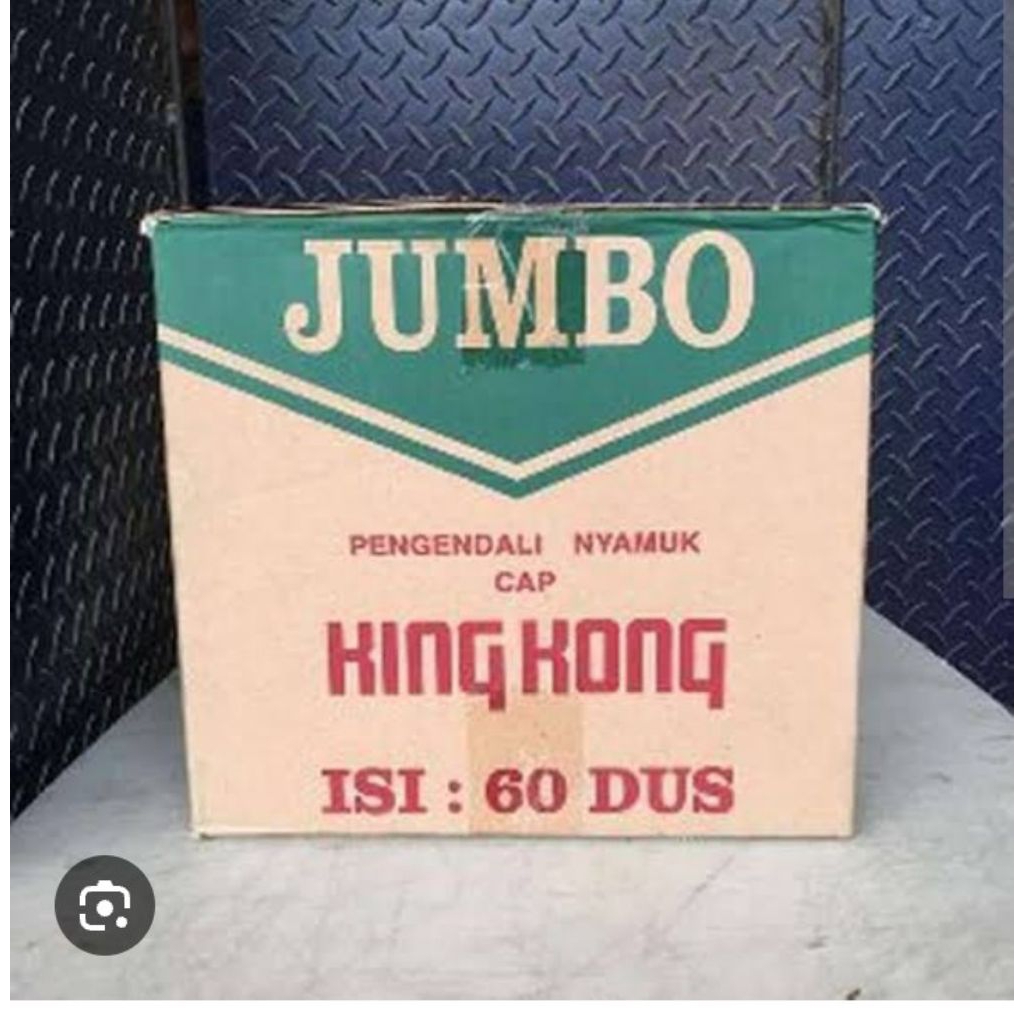 JUMBO
PENGENDALI NYAMUK
CAP
KING KONG
ISI : 60 DUS